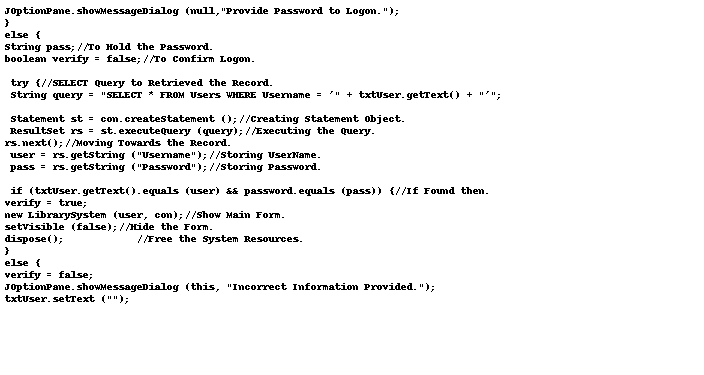 JOptionPane.showMessageDialog (null,"Provide Password to Logon.");
}
else {
String pass;//To Hold the Password.
boolean verify = false;//To Confirm Logon.
try {//SELECT Query to Retrieved the Record.
String query = "SELECT * FROM Users WHERE Username = '" + txtUser.getText() + "'";
Statement st = con.createStatement ();//Creating Statement Object.
ResultSet rs = st.executeQuery (query);//Executing the Query.
rs.next();//Moving Towards the Record.
user = rs.getString ("Username");//Storing UserName.
pass = rs.getString ("Password");//Storing Password.
if (txtUser.getText().equals (user) && password.equals (pass)) {//If Found then.
verify = true;
new LibrarySystem (user, con);//Show Main Form.
setVisible (false);//Hide the Form.
dispose();            //Free the System Resources.
}
else {
verify = false;
JOptionPane.showMessageDialog (this, "Incorrect Information Provided.");
txtUser.setText ("");